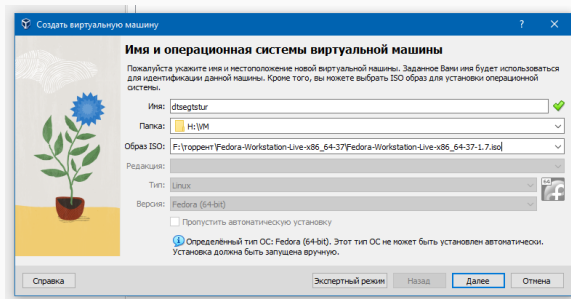 Создать виртуальную машину
Имя и операционная системы виртуальной машины
Пожалуйста укажите имя и местоположение новой виртуальной машины. Заданное Вами имя будет использоваться
для идентификации данной машины. Кроме того, вы можете выбрать ISO образ для установки операционной
системы.
Имя: dtsegtstur
Папка: H:\VM
Образ ISO: F:\торрент\Fedora-Workstation-Live-x86_64-37\Fedora-Workstation-Live-x86_64-37-1.7.iso
Редакция:
Тип: Linux
Версия: Fedora (64-bit)
64
Пропустить автоматическую установку
Определённый тип ОС: Fedora (64-bit). Этот тип ОС не может быть установлен автоматически.
Установка должна быть запущена вручную.
Справка Экспертный режим Назад Далее Отмена